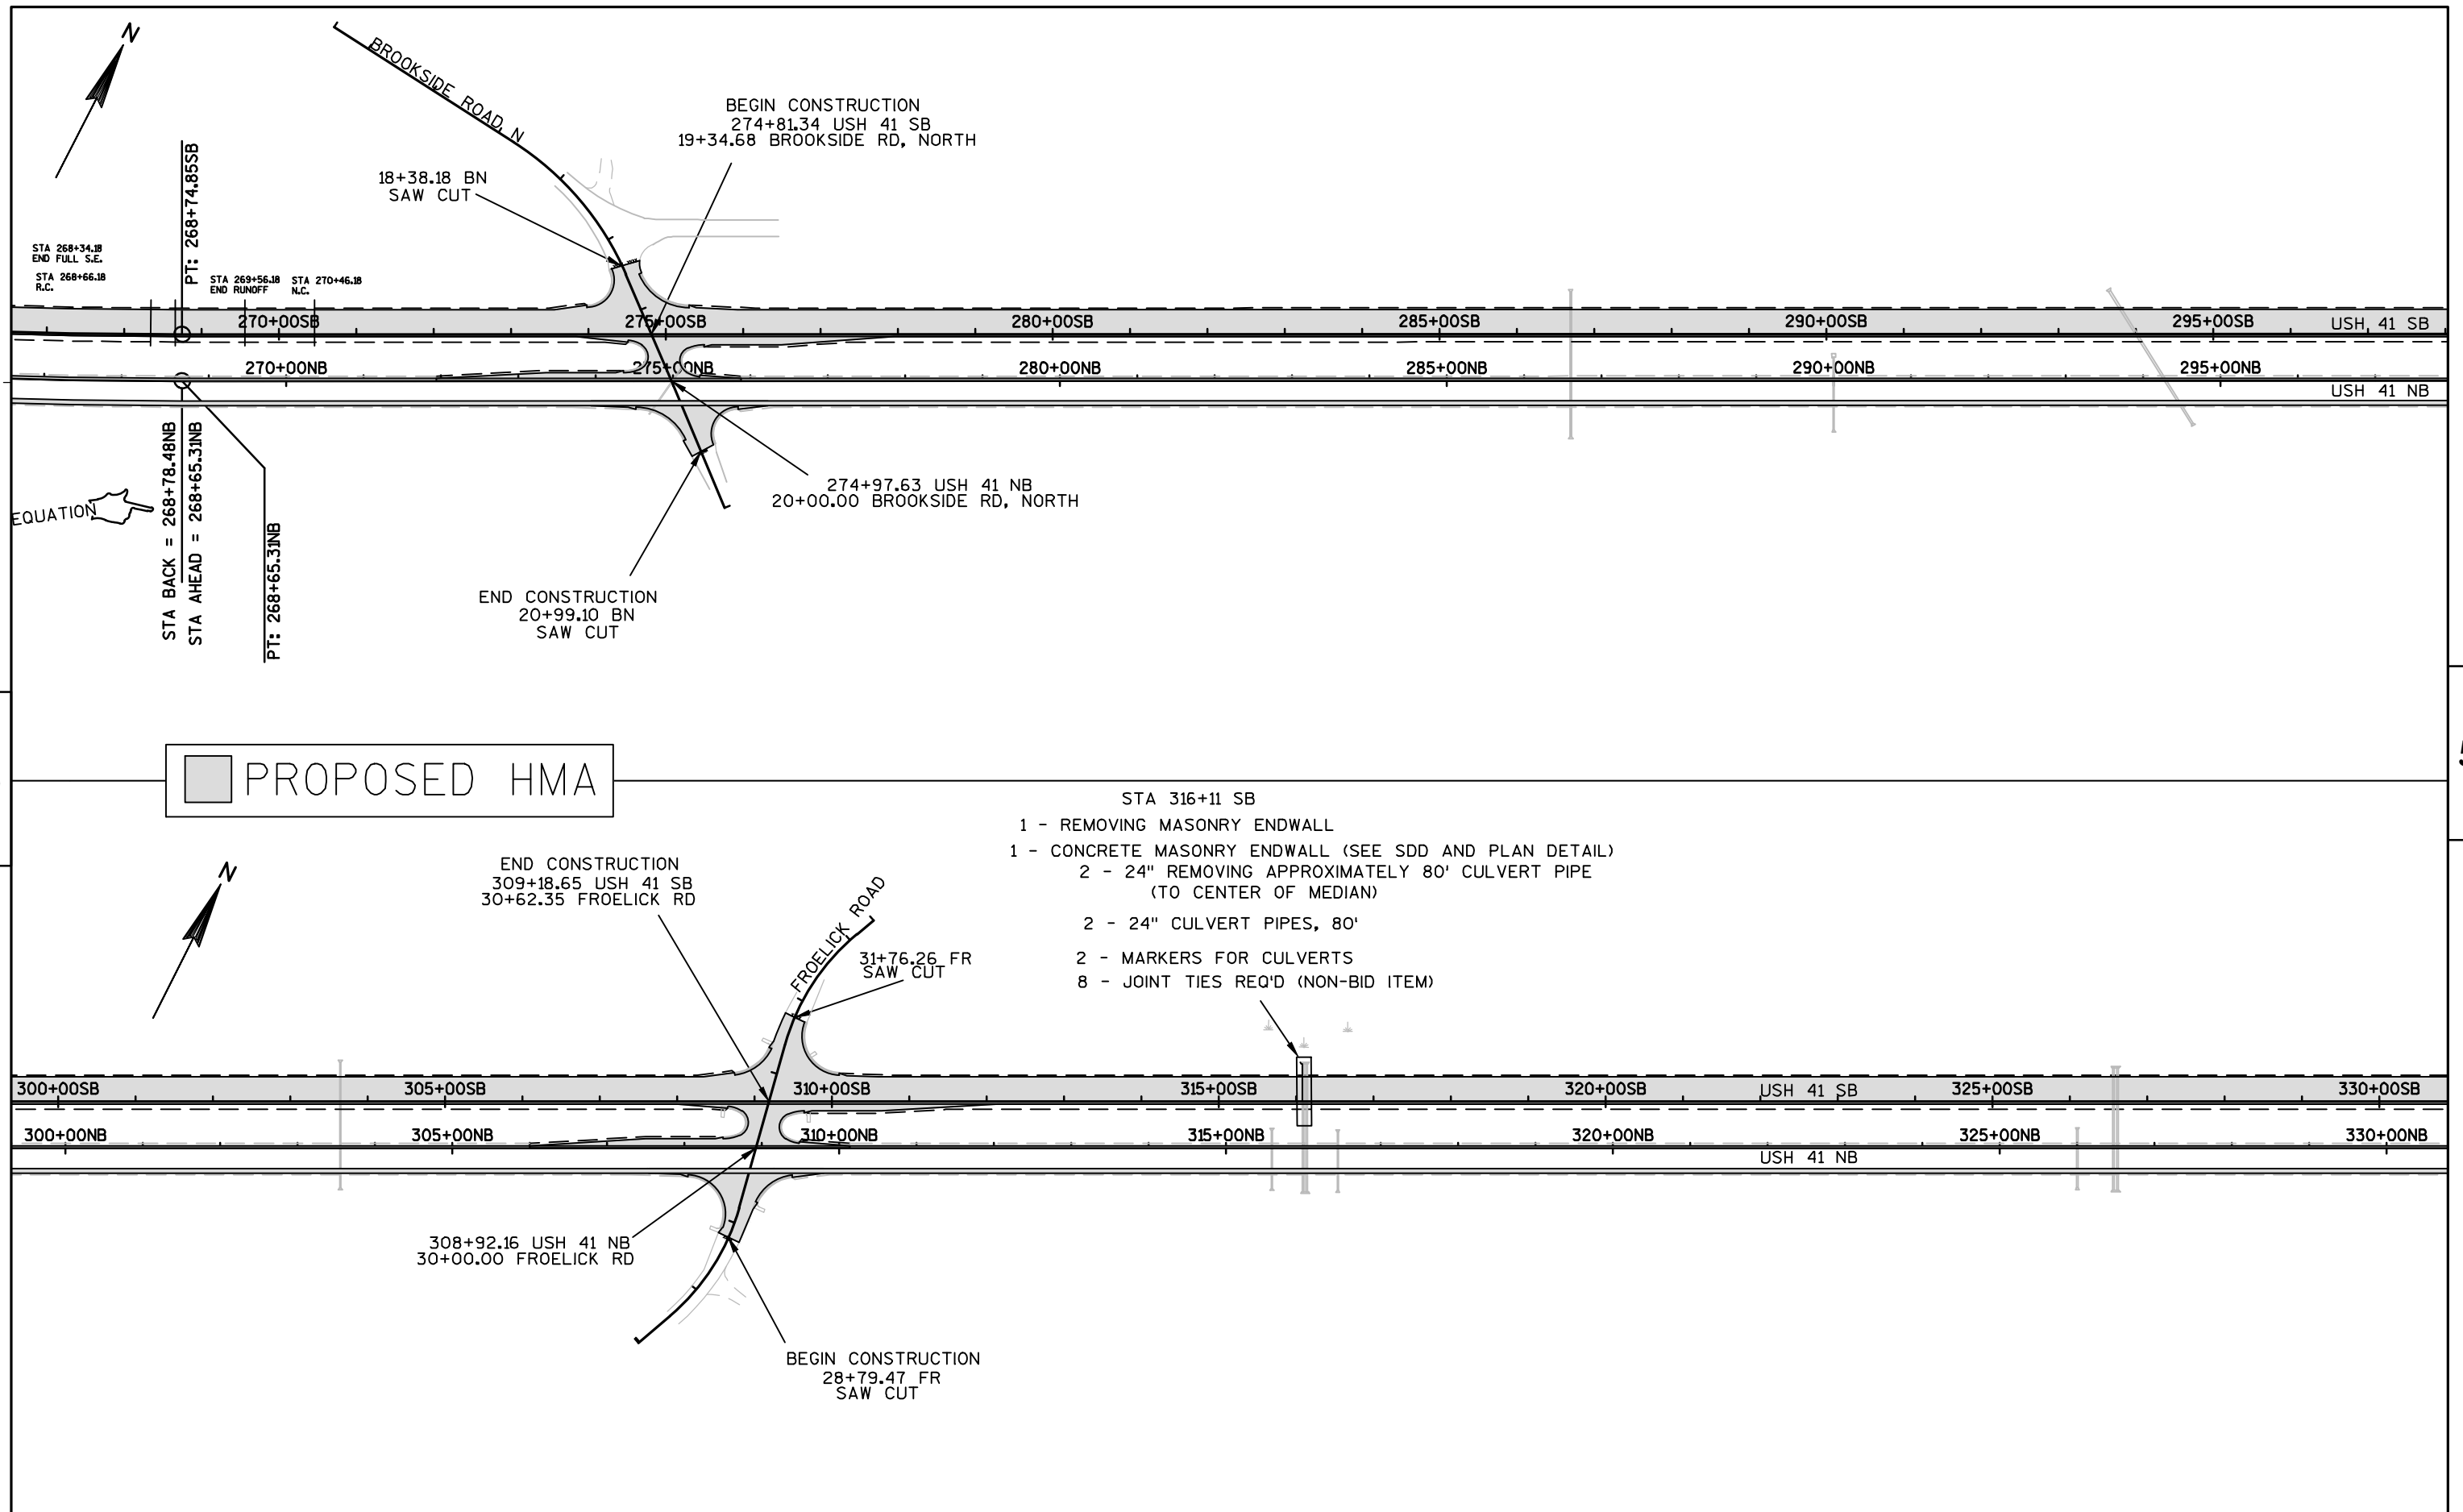 N
BROOKSIDE ROAD, N
BEGIN CONSTRUCTION
274+81.34 USH 41 SB
19+34.68 BROOKSIDE RD, NORTH
18+38.18 BN
SAW CUT
PT: 268+74.85SB
STA 268+34.18
END FULL S.E.
STA 268+66.18
R.C.
STA 269+56.18
END RUNOFF
STA 270+46.18
N.C.
270+00SB
275+00SB
280+00SB
285+00SB
290+00SB
295+00SB
USH 41 SB
270+00NB
275+00NB
280+00NB
285+00NB
290+00NB
295+00NB
USH 41 NB
EQUATION
STA BACK = 268+78.48NB
STA AHEAD = 268+65.31NB
PT: 268+65.31NB
274+97.63 USH 41 NB
20+00.00 BROOKSIDE RD, NORTH
END CONSTRUCTION
20+99.10 BN
SAW CUT
PROPOSED HMA
STA 316+11 SB
1 - REMOVING MASONRY ENDWALL
1 - CONCRETE MASONRY ENDWALL (SEE SDD AND PLAN DETAIL)
2 - 24" REMOVING APPROXIMATELY 80' CULVERT PIPE
(TO CENTER OF MEDIAN)
2 - 24" CULVERT PIPES, 80'
2 - MARKERS FOR CULVERTS
8 - JOINT TIES REQ'D (NON-BID ITEM)
N
END CONSTRUCTION
309+18.65 USH 41 SB
30+62.35 FROELICK RD
FROELICK ROAD
31+76.26 FR
SAW CUT
300+00SB
305+00SB
310+00SB
315+00SB
320+00SB
USH 41 SB
325+00SB
330+00SB
300+00NB
305+00NB
310+00NB
315+00NB
320+00NB
325+00NB
330+00NB
USH 41 NB
308+92.16 USH 41 NB
30+00.00 FROELICK RD
BEGIN CONSTRUCTION
28+79.47 FR
SAW CUT